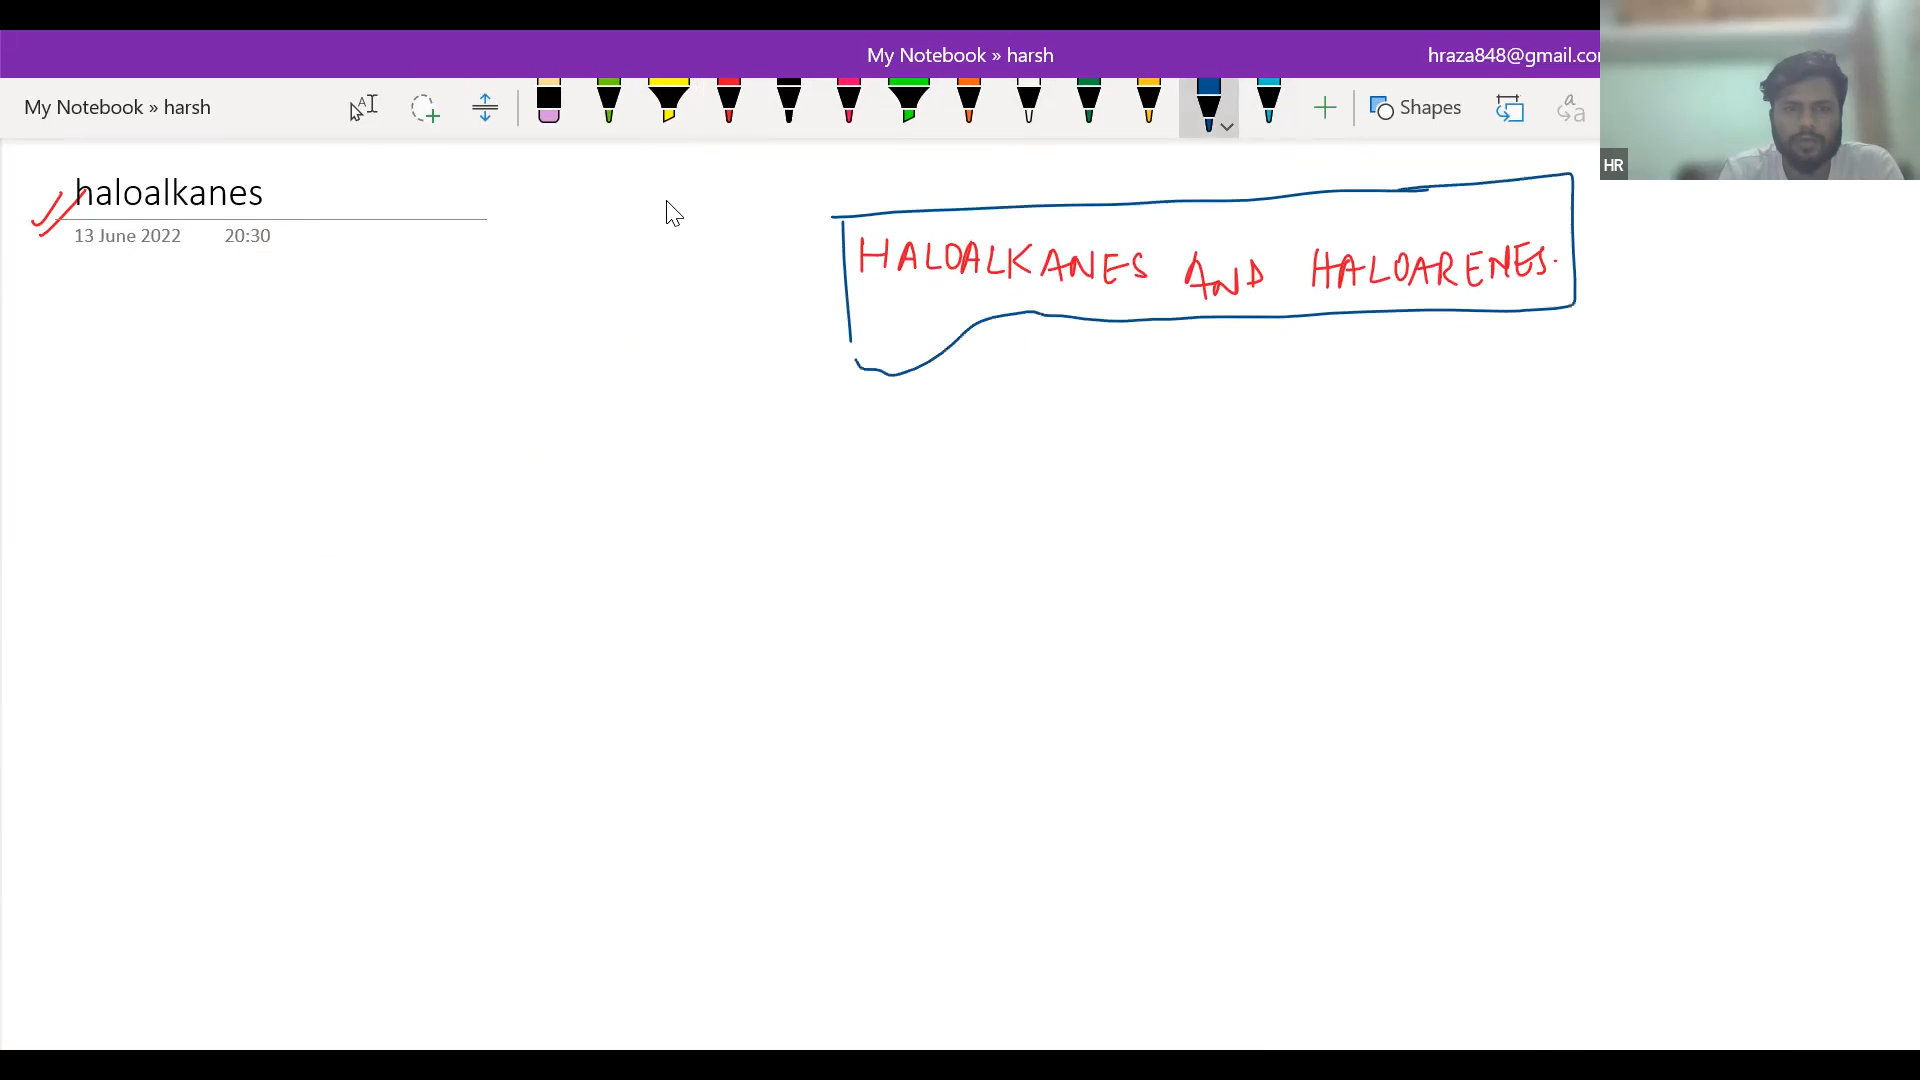 My Notebook » harsh
hraza848@gmail.co
My Notebook » harsh
Shapes
HR
haloalkanes
13 June 2022 20:30
HALOALKANES AND HALOARENES.